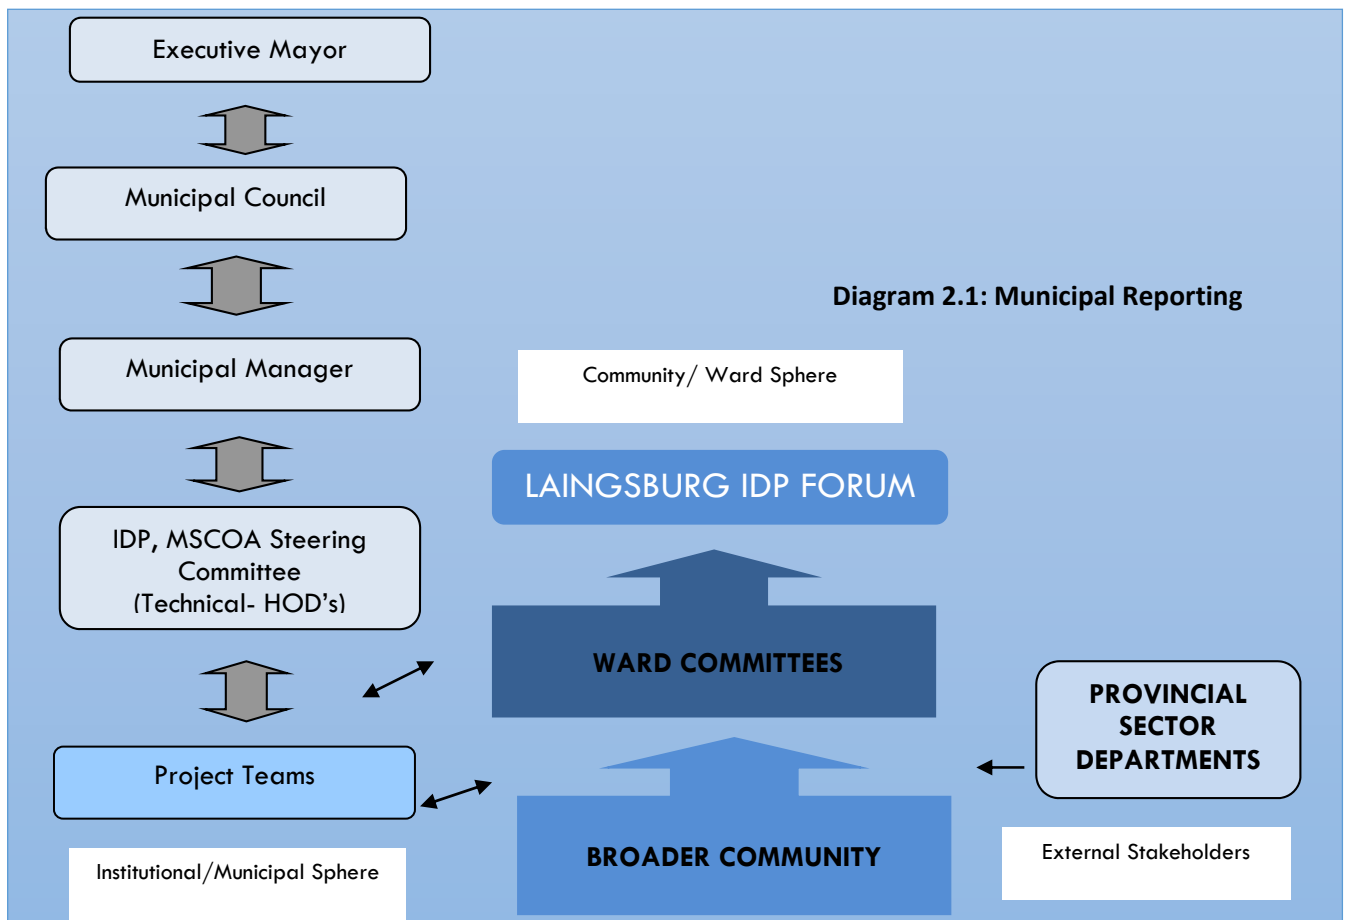 Executive Mayor
Municipal Council
Municipal Manager
IDP, MSCOA Steering
Committee
(Technical- HOD's)
Project Teams
Institutional/Municipal Sphere
Diagram 2.1: Municipal Reporting
Community/ Ward Sphere
LAINGSBURG IDP FORUM
WARD COMMITTEES
BROADER COMMUNITY
PROVINCIAL
SECTOR
DEPARTMENTS
External Stakeholders